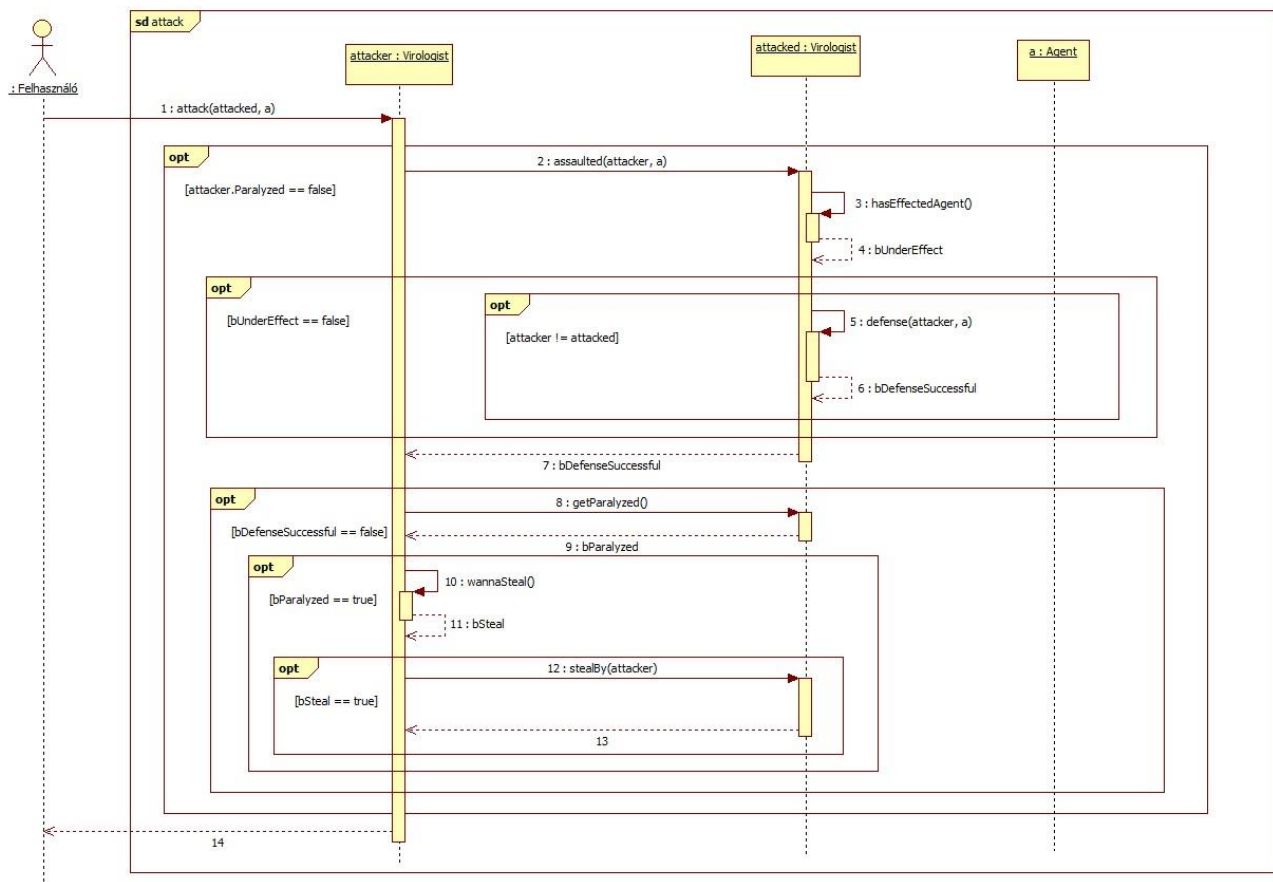 sd attack
: Felhasználó
attacker : Virologist
attacked : Virologist
a : Agent
1 : attack(attacked, a)
opt
[attacker.Paralyzed == false]
2 : assaulted(attacker, a)
3 : hasEffectedAgent()
4 : bUnderEffect
opt
[bUnderEffect == false]
opt
[attacker != attacked]
5 : defense(attacker, a)
6 : bDefenseSuccessful
7 : bDefenseSuccessful
opt
[bDefenseSuccessful == false]
8 : getParalyzed()
9 : bParalyzed
opt
[bParalyzed == true]
10 : wannaSteal()
11 : bSteal
opt
[bSteal == true]
12 : stealBy(attacker)
13
14